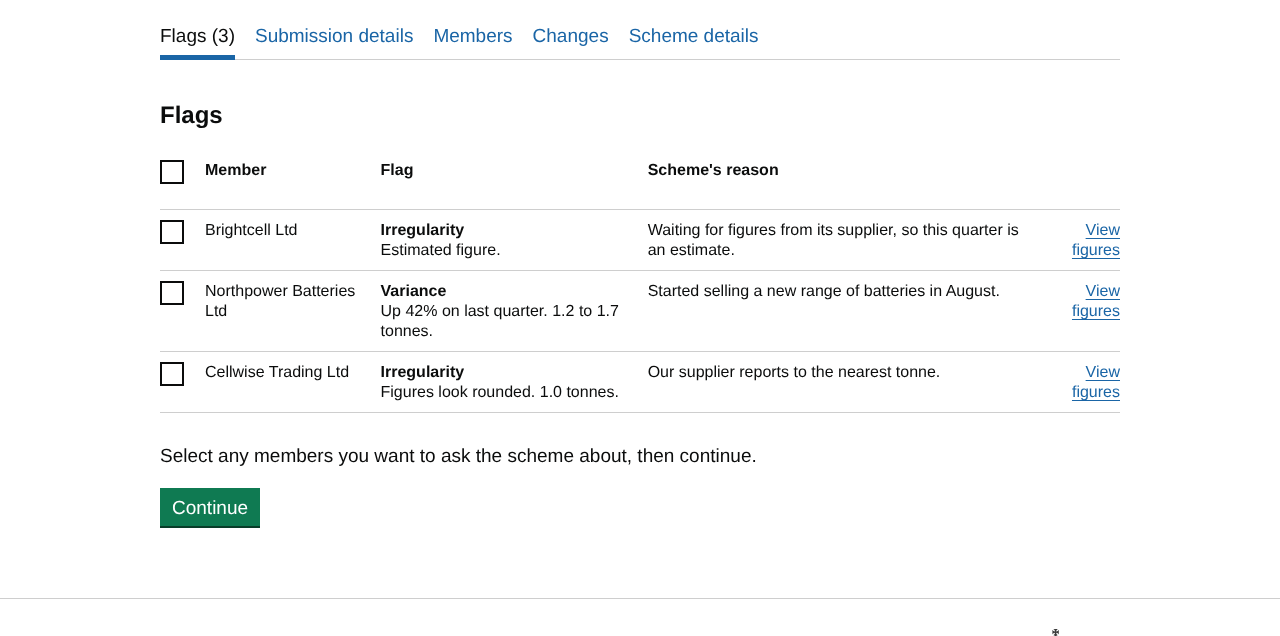 Flags (3) Submission details Members Changes Scheme details
Flags
Member Flag Scheme's reason
Brightcell Ltd Irregularity Waiting for figures from its supplier, so this quarter is View
Estimated figure. an estimate. figures
Northpower Batteries Variance Started selling a new range of batteries in August. View
Ltd Up 42% on last quarter. 1.2 to 1.7 figures
tonnes.
Cellwise Trading Ltd Irregularity Our supplier reports to the nearest tonne. View
Figures look rounded. 1.0 tonnes. figures
Select any members you want to ask the scheme about, then continue.
Continue